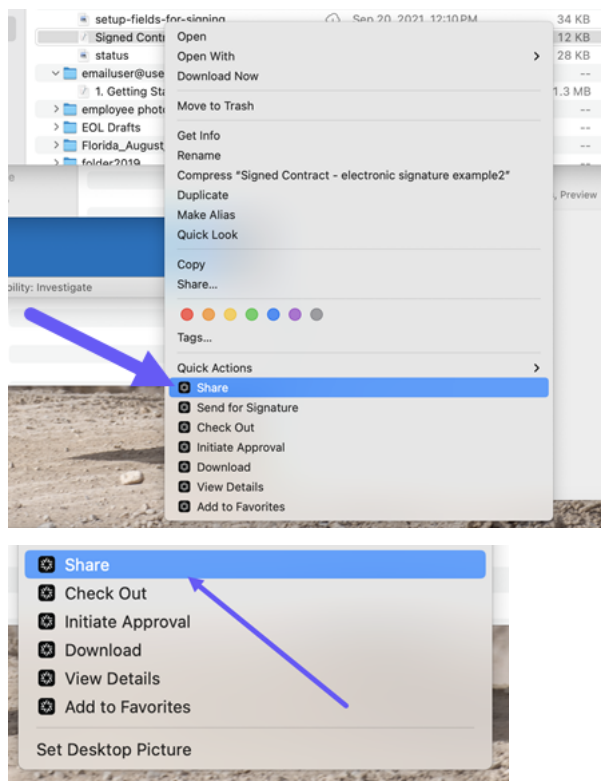 setup-fields-for-signing Sep 20, 2021, 12:10 PM 34 KB
Signed Contr 12 KB
status 28 KB
emailuser@use --
1. Getting Sta 1.3 MB
employee photo --
EOL Drafts --
Florida_August_ --
folder2019 --
Open
Open With
Download Now
Move to Trash
Get Info
Rename
Compress “Signed Contract - electronic signature example2”
Duplicate
Make Alias
Quick Look
, Preview
Copy
Share...
bility: Investigate
Tags...
Quick Actions
Share
Send for Signature
Check Out
Initiate Approval
Download
View Details
Add to Favorites
Share
Check Out
Initiate Approval
Download
View Details
Add to Favorites
Set Desktop Picture